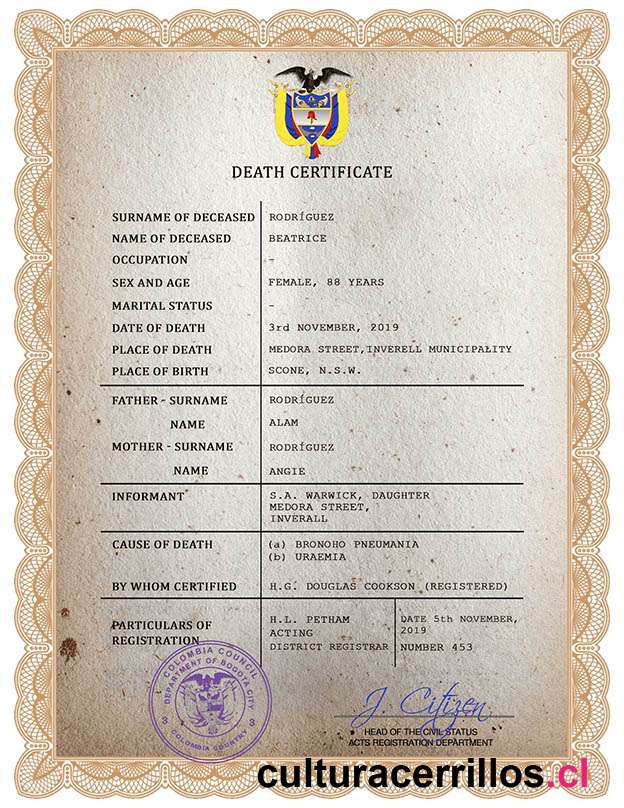 DEATH CERTIFICATE
SURNAME OF DECEASED RODRÍGUEZ
NAME OF DECEASED BEATRICE
OCCUPATION -
SEX AND AGE FEMALE, 88 YEARS
MARITAL STATUS -
DATE OF DEATH 3rd NOVEMBER, 2019
PLACE OF DEATH MEDORA STREET,INVERELL MUNICIPALITY
PLACE OF BIRTH SCONE, N.S.W.
FATHER - SURNAME RODRÍGUEZ
NAME ALAM
MOTHER - SURNAME RODRÍGUEZ
NAME ANGIE
INFORMANT S.A. WARWICK, DAUGHTER
MEDORA STREET,
INVERALL
CAUSE OF DEATH (a) BRONOHO PNEUMANIA
(b) URAEMIA
BY WHOM CERTIFIED H.G. DOUGLAS COOKSON (REGISTERED)
PARTICULARS OF
REGISTRATION
H.L. PETHAM
ACTING
DISTRICT REGISTRAR
DATE 5th NOVEMBER,
2019
NUMBER 453
COLOMBIA COUNCIL
DEPARTMENT OF BOGOTA CITY
3 3
COLOMBIA COUNTRY
J. Citizen
HEAD OF THE CIVIL STATUS
ACTS REGISTRATION DEPARTMENT
culturacerrillos.cl